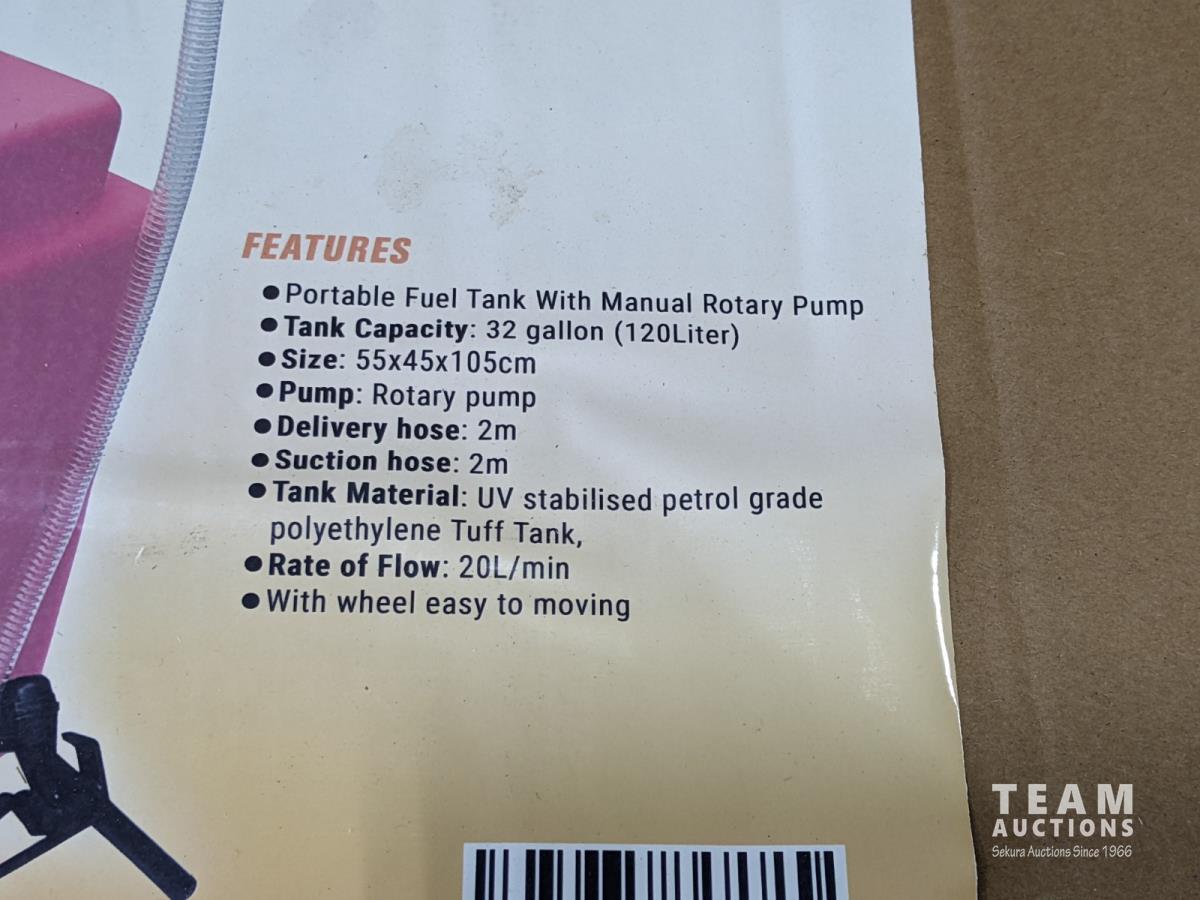 FEATURES
●Portable Fuel Tank With Manual Rotary Pump
●Tank Capacity: 32 gallon (120Liter)
●Size: 55x45x105cm
●Pump: Rotary pump
●Delivery hose: 2m
●Suction hose: 2m
●Tank Material: UV stabilised petrol grade
polyethylene Tuff Tank,
●Rate of Flow: 20L/min
●With wheel easy to moving
TEAM
AUCTIONS
Sekura Auctions Since 1966